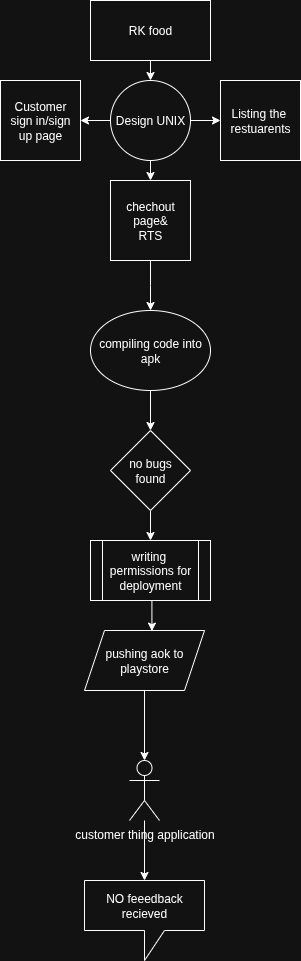 RK food
Customer
sign in/sign
up page
Design UNIX
Listing the
restuarents
chechout
page&
RTS
compiling code into
apk
no bugs
found
writing
permissions for
deployment
pushing aok to
playstore
customer thing application
NO feeedback
recieved